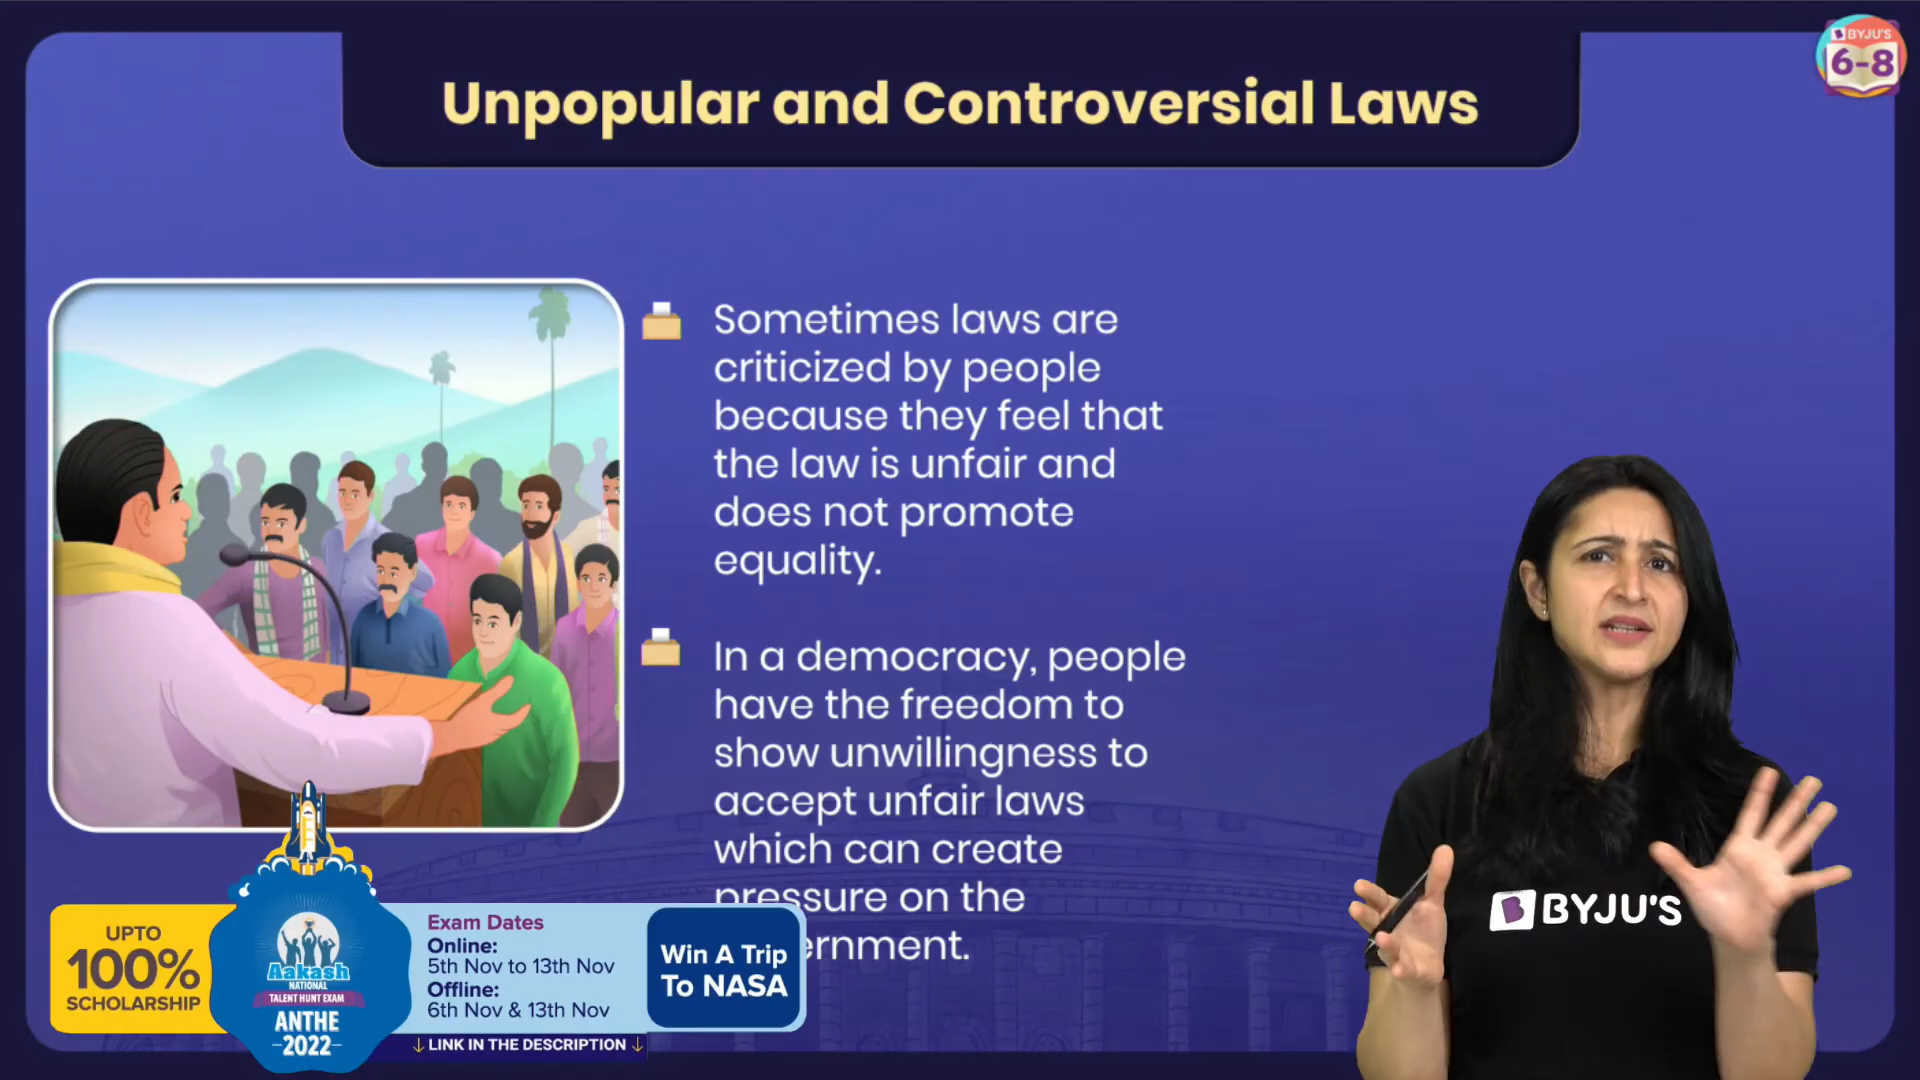 Unpopular and Controversial Laws
BYJU'S
6-8
Sometimes laws are
criticized by people
because they feel that
the law is unfair and
does not promote
equality.
In a democracy, people
have the freedom to
show unwillingness to
accept unfair laws
which can create
pressure on the
ernment.
BYJU'S
UPTO
100%
SCHOLARSHIP
Aakash
NATIONAL
TALENT HUNT EXAM
ANTHE
-2022-
Exam Dates
Online:
5th Nov to 13th Nov
Offline:
6th Nov & 13th Nov
↓ LINK IN THE DESCRIPTION ↓
Win A Trip
To NASA